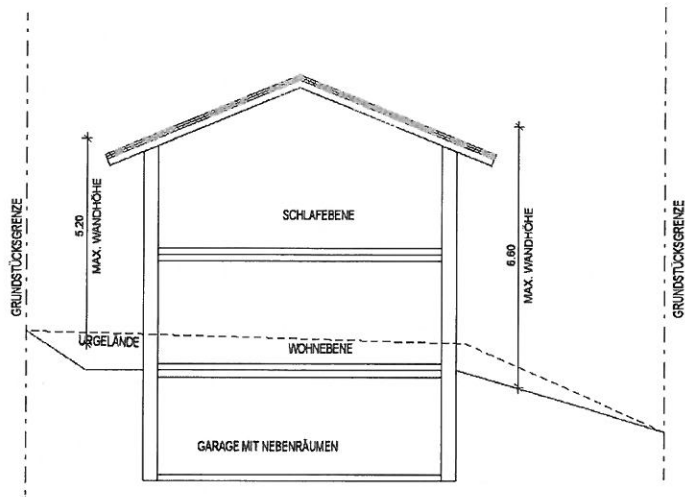 GRUNDSTÜCKSGRENZE
5.20
MAX. WANDHÖHE
SCHLAFEBENE
6.60
MAX. WANDHÖHE
GRUNDSTÜCKSGRENZE
URGELÄNDE
WOHNEBENE
GARAGE MIT NEBENRÄUMEN